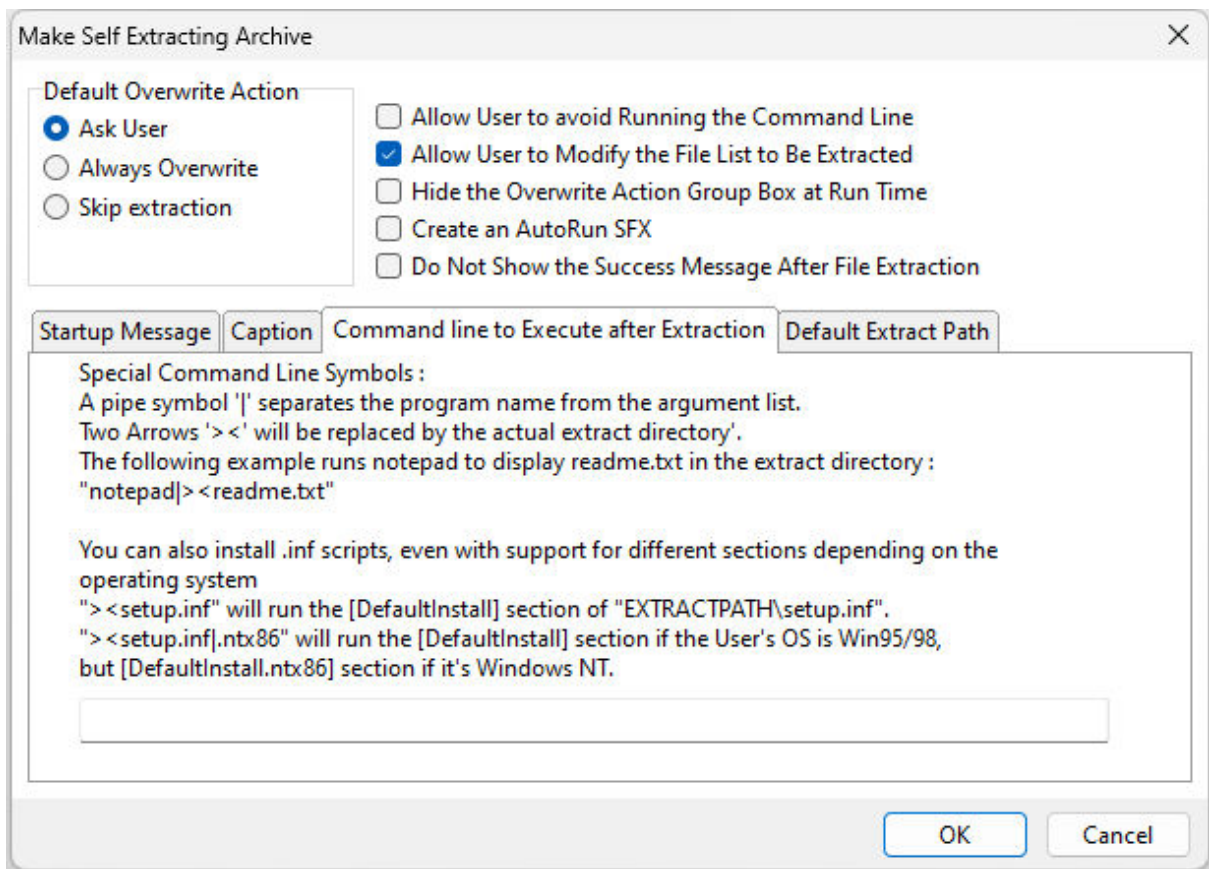 Make Self Extracting Archive
Default Overwrite Action
Ask User
Always Overwrite
Skip extraction
Allow User to avoid Running the Command Line
Allow User to Modify the File List to Be Extracted
Hide the Overwrite Action Group Box at Run Time
Create an AutoRun SFX
Do Not Show the Success Message After File Extraction
Startup Message
Caption
Command line to Execute after Extraction
Default Extract Path
Special Command Line Symbols :
A pipe symbol '|' separates the program name from the argument list.
Two Arrows '><' will be replaced by the actual extract directory'.
The following example runs notepad to display readme.txt in the extract directory :
"notepad|><readme.txt"
You can also install .inf scripts, even with support for different sections depending on the
operating system
"><setup.inf" will run the [DefaultInstall] section of "EXTRACTPATH\setup.inf".
"><setup.inf|.ntx86" will run the [DefaultInstall] section if the User's OS is Win95/98,
but [DefaultInstall.ntx86] section if it's Windows NT.
OK
Cancel